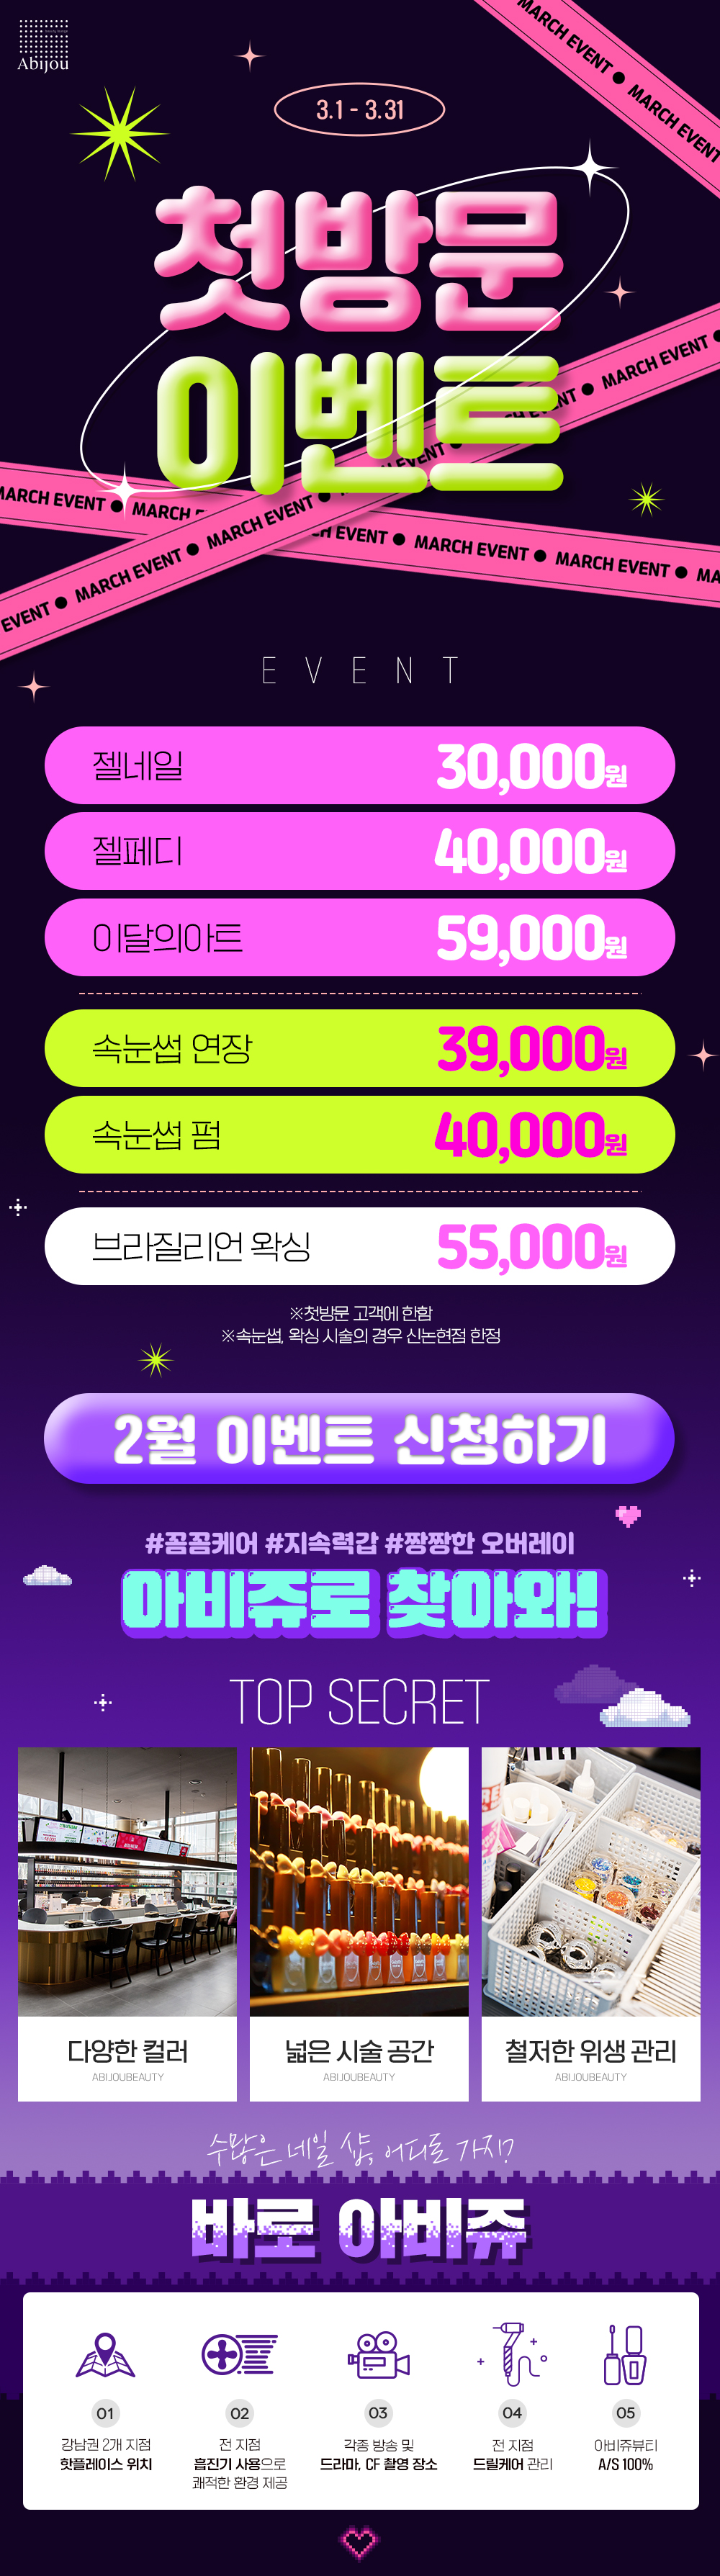 Abijou
3.1 - 3.31
MARCH EVENT ● MARCH EVENT
첫방문
이벤트
MARCH EVENT
MARCH EVENT ● MARCH EVENT
EVENT ● MARCH EVENT ● MARCH EVENT
MARCH EVENT ● MARCH EVENT
EVENT
젤네일 30,000원
젤페디 40,000원
이달의아트 59,000원
속눈썹 연장 39,000원
속눈썹 펌 40,000원
브라질리언 왁싱 55,000원
※첫방문 고객에 한함
※속눈썹, 왁싱 시술의 경우 신논현점 한정
2월 이벤트 신청하기
#꼼꼼케어 #지속력갑 #짱짱한 오버레이
아비쥬로 찾아와!
TOP SECRET
다양한 컬러
ABIJOUBEAUTY
넓은 시술 공간
ABIJOUBEAUTY
철저한 위생 관리
ABIJOUBEAUTY
수많은 네일 샵, 어디로 가지?
바로 아비쥬
01
강남권 2개 지점
핫플레이스 위치
02
전 지점
흡진기 사용으로
쾌적한 환경 제공
03
각종 방송 및
드라마, CF 촬영 장소
04
전 지점
드릴케어 관리
05
아비쥬뷰티
A/S 100%